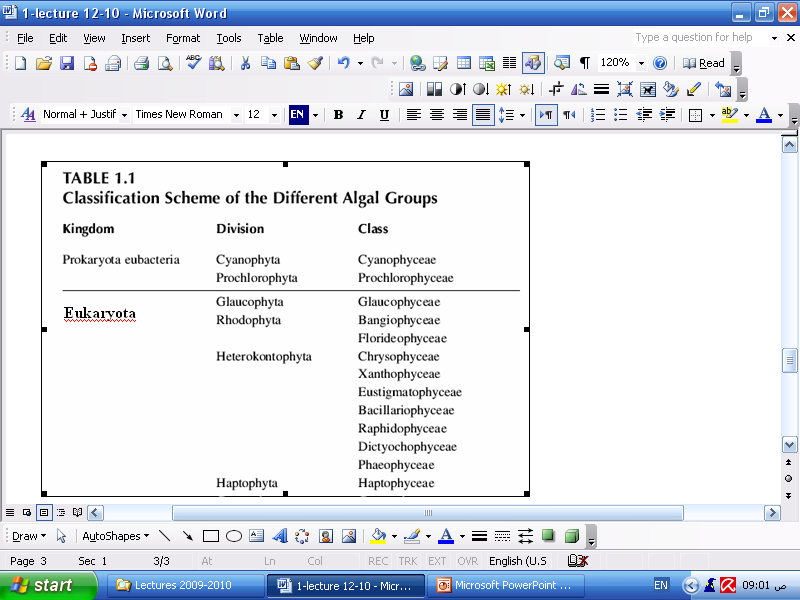 1-lecture 12-10 - Microsoft Word
File Edit View Insert Format Tools Table Window Help Type a question for help
120% Read
Normal + Justif Times New Roman 12 EN B I U
TABLE 1.1
Classification Scheme of the Different Algal Groups
Kingdom Division Class
Prokaryota eubacteria Cyanophyta Cyanophyceae
Prochlorophyta Prochlorophyceae
Glaucophyta Glaucophyceae
Eukaryota
Rhodophyta Bangiophyceae
Florideophyceae
Heterokontophyta Chrysophyceae
Xanthophyceae
Eustigmatophyceae
Bacillariophyceae
Raphidophyceae
Dictyochophyceae
Phaeophyceae
Haptophyta Haptophyceae
Draw AutoShapes
Page 3 Sec 1 3/3 At Ln Col REC TRK EXT OVR English (U.S
start Lectures 2009-2010 1-lecture 12-10 - Micr... Microsoft PowerPoint ... EN 09:01 ص